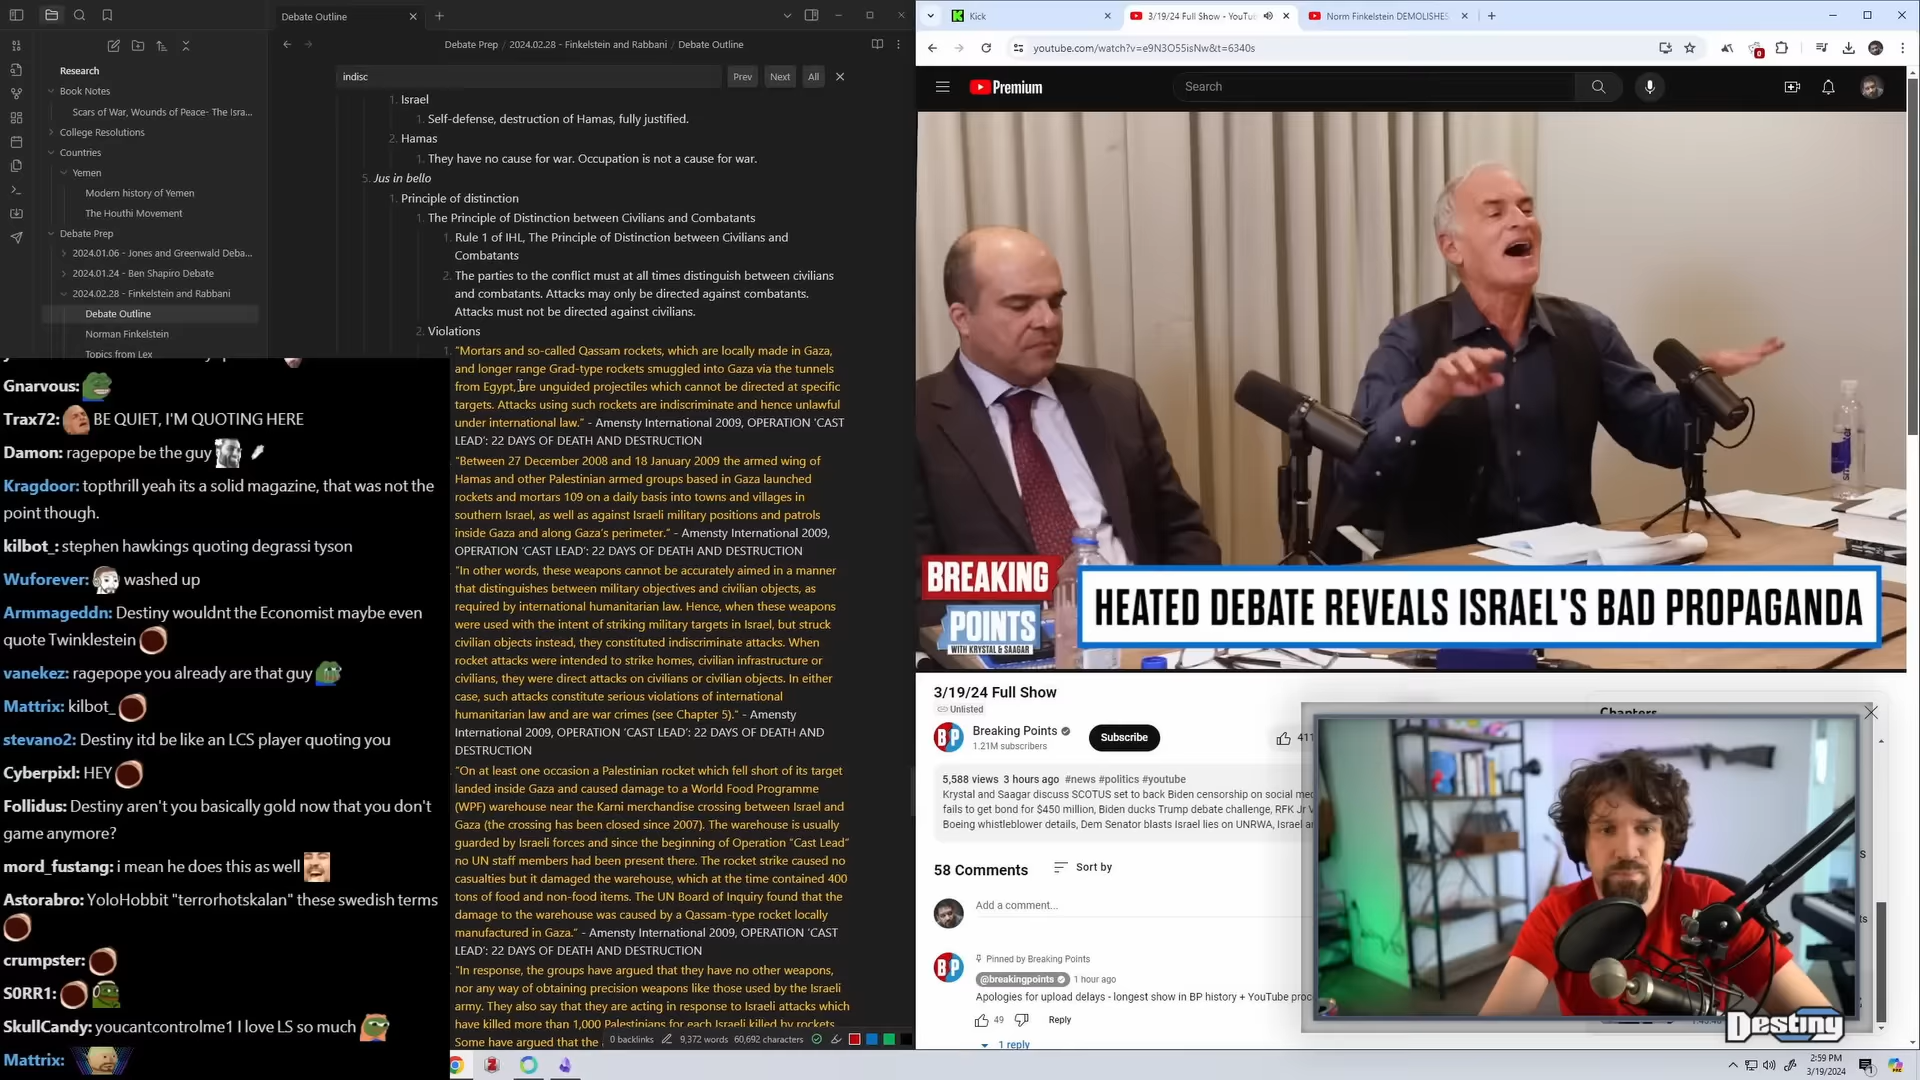 Debate Outline
Debate Prep / 2024.02.28 - Finkelstein and Rabbani / Debate Outline
indisc
Prev
Next
All
Research
Book Notes
Scars of War, Wounds of Peace- The Isra...
College Resolutions
Countries
Yemen
Modern history of Yemen
The Houthi Movement
Debate Prep
2024.01.06 - Jones and Greenwald Deba...
2024.01.24 - Ben Shapiro Debate
2024.02.28 - Finkelstein and Rabbani
Debate Outline
Norman Finkelstein
Topics from Lex
1. Israel
1. Self-defense, destruction of Hamas, fully justified.
2. Hamas
1. They have no cause for war. Occupation is not a cause for war.
5. Jus in bello
1. Principle of distinction
1. The Principle of Distinction between Civilians and Combatants
1. Rule 1 of IHL, The Principle of Distinction between Civilians and
Combatants
2. The parties to the conflict must at all times distinguish between civilians
and combatants. Attacks may only be directed against combatants.
Attacks must not be directed against civilians.
2. Violations
1. "Mortars and so-called Qassam rockets, which are locally made in Gaza,
and longer range Grad-type rockets smuggled into Gaza via the tunnels
from Egypt, are unguided projectiles which cannot be directed at specific
targets. Attacks using such rockets are indiscriminate and hence unlawful
under international law." - Amensty International 2009, OPERATION 'CAST
LEAD': 22 DAYS OF DEATH AND DESTRUCTION
"Between 27 December 2008 and 18 January 2009 the armed wing of
Hamas and other Palestinian armed groups based in Gaza launched
rockets and mortars 109 on a daily basis into towns and villages in
southern Israel, as well as against Israeli military positions and patrols
inside Gaza and along Gaza's perimeter." - Amensty International 2009,
OPERATION 'CAST LEAD': 22 DAYS OF DEATH AND DESTRUCTION
"In other words, these weapons cannot be accurately aimed in a manner
that distinguishes between military objectives and civilian objects, as
required by international humanitarian law. Hence, when these weapons
were used with the intent of striking military targets in Israel, but struck
civilian objects instead, they constituted indiscriminate attacks. When
rocket attacks were intended to strike homes, civilian infrastructure or
civilians, they were direct attacks on civilians or civilian objects. In either
case, such attacks constitute serious violations of international
humanitarian law and are war crimes (see Chapter 5)." - Amensty
International 2009, OPERATION 'CAST LEAD': 22 DAYS OF DEATH AND
DESTRUCTION
"On at least one occasion a Palestinian rocket which fell short of its target
landed inside Gaza and caused damage to a World Food Programme
(WPF) warehouse near the Karni merchandise crossing between Israel and
Gaza (the crossing has been closed since 2007). The warehouse is usually
guarded by Israeli forces and since the beginning of Operation "Cast Lead"
no UN staff members had been present there. The rocket strike caused no
casualties but it damaged the warehouse, which at the time contained 400
tons of food and non-food items. The UN Board of Inquiry found that the
damage to the warehouse was caused by a Qassam-type rocket locally
manufactured in Gaza." - Amensty International 2009, OPERATION 'CAST
LEAD': 22 DAYS OF DEATH AND DESTRUCTION
"In response, the groups have argued that they have no other weapons,
nor any way of obtaining precision weapons like those used by the Israeli
army. They also say that they are acting in response to Israeli attacks which
have killed more than 1,000 Palestinians for each Israeli killed by rockets.
Some have argued that the
0 backlinks
9,372 words
60,692 characters
Gnarvous:
Trax72: BE QUIET, I'M QUOTING HERE
Damon: ragepope be the guy
Kragdoor: topthrill yeah its a solid magazine, that was not the
point though.
kilbot_: stephen hawkings quoting degrassi tyson
Wuforever: washed up
Armmageddn: Destiny wouldnt the Economist maybe even
quote Twinklestein
vanekez: ragepope you already are that guy
Mattrix: kilbot_
stevano2: Destiny itd be like an LCS player quoting you
Cyberpixl: HEY
Follidus: Destiny aren't you basically gold now that you don't
game anymore?
mord_fustang: i mean he does this as well
Astorabro: YoloHobbit "terrorhotskalan" these swedish terms
crumpster:
S0RR1:
SkullCandy: youcantcontrolme1 I love LS so much
Mattrix:
Kick
3/19/24 Full Show - YouTu
Norm Finkelstein DEMOLISHES
youtube.com/watch?v=e9N3O55isNw&t=6340s
0
Premium
Search
BREAKING
POINTS
WITH KRYSTAL & SAAGAR
HEATED DEBATE REVEALS ISRAEL'S BAD PROPAGANDA
3/19/24 Full Show
Unlisted
BP
Breaking Points
1.21M subscribers
Subscribe
411
Chapters
5,588 views 3 hours ago #news #politics #youtube
Krystal and Saagar discuss SCOTUS set to back Biden censorship on social me
fails to get bond for $450 million, Biden ducks Trump debate challenge, RFK Jr V
Boeing whistleblower details, Dem Senator blasts Israel lies on UNRWA, Israel ar
58 Comments
Sort by
Add a comment...
Pinned by Breaking Points
BP
@breakingpoints 1 hour ago
Apologies for upload delays - longest show in BP history + YouTube proc
49
Reply
1 reply
Destiny
2:59 PM
3/19/2024